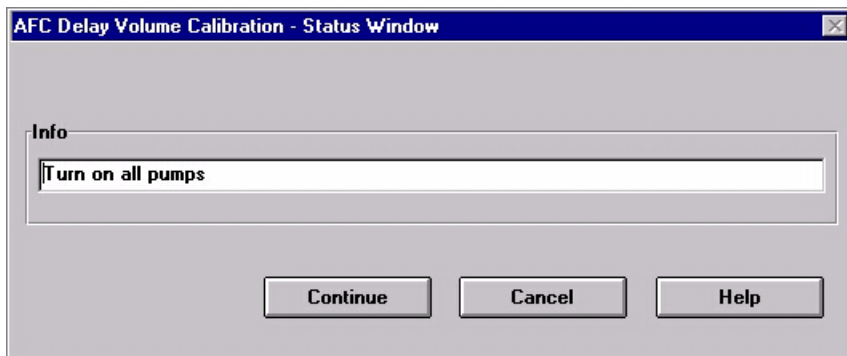 AFC Delay Volume Calibration - Status Window
Info
Turn on all pumps
Continue Cancel Help